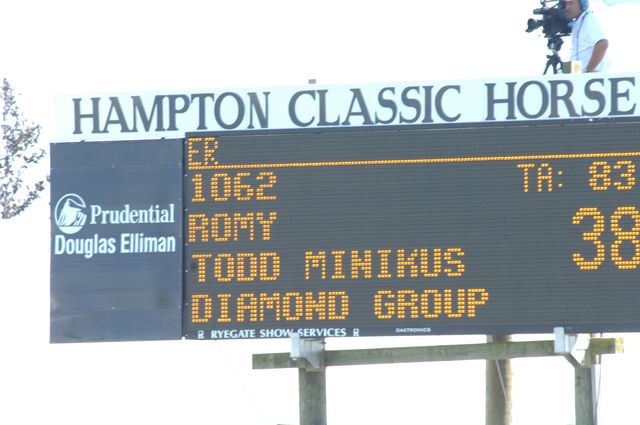 HAMPTON CLASSIC HORSE
ER
1062 TA: 83
ROMY 38
TODD MINIKUS
DIAMOND GROUP
Prudential
Douglas Elliman
RYEGATE SHOW SERVICES
DAKTRONICS